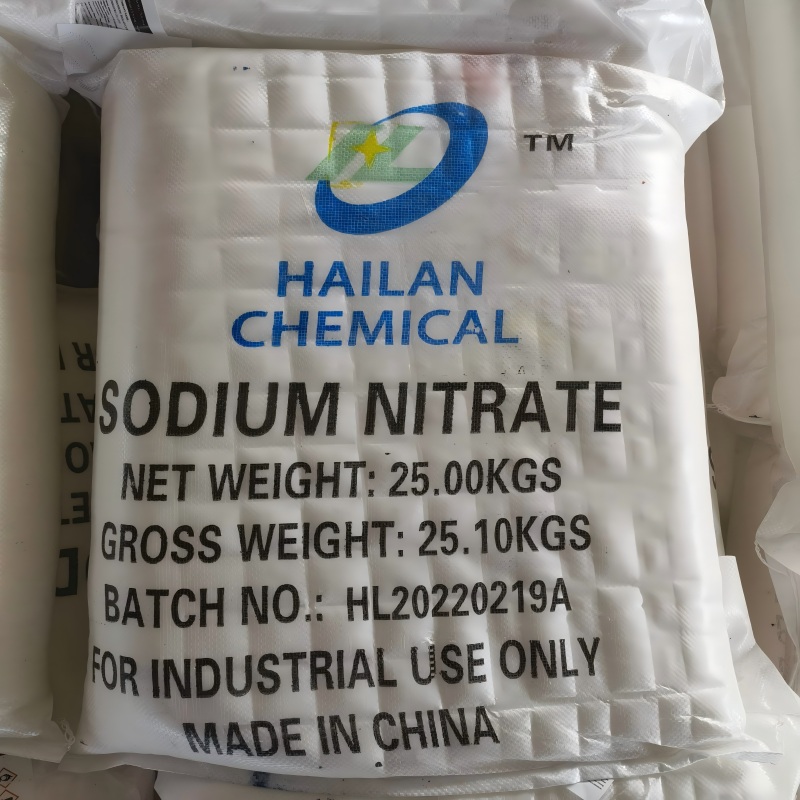 TM
HAILAN
CHEMICAL
SODIUM NITRATE
NET WEIGHT: 25.00KGS
GROSS WEIGHT: 25.10KGS
BATCH NO.: HL20220219A
FOR INDUSTRIAL USE ONLY
MADE IN CHINA